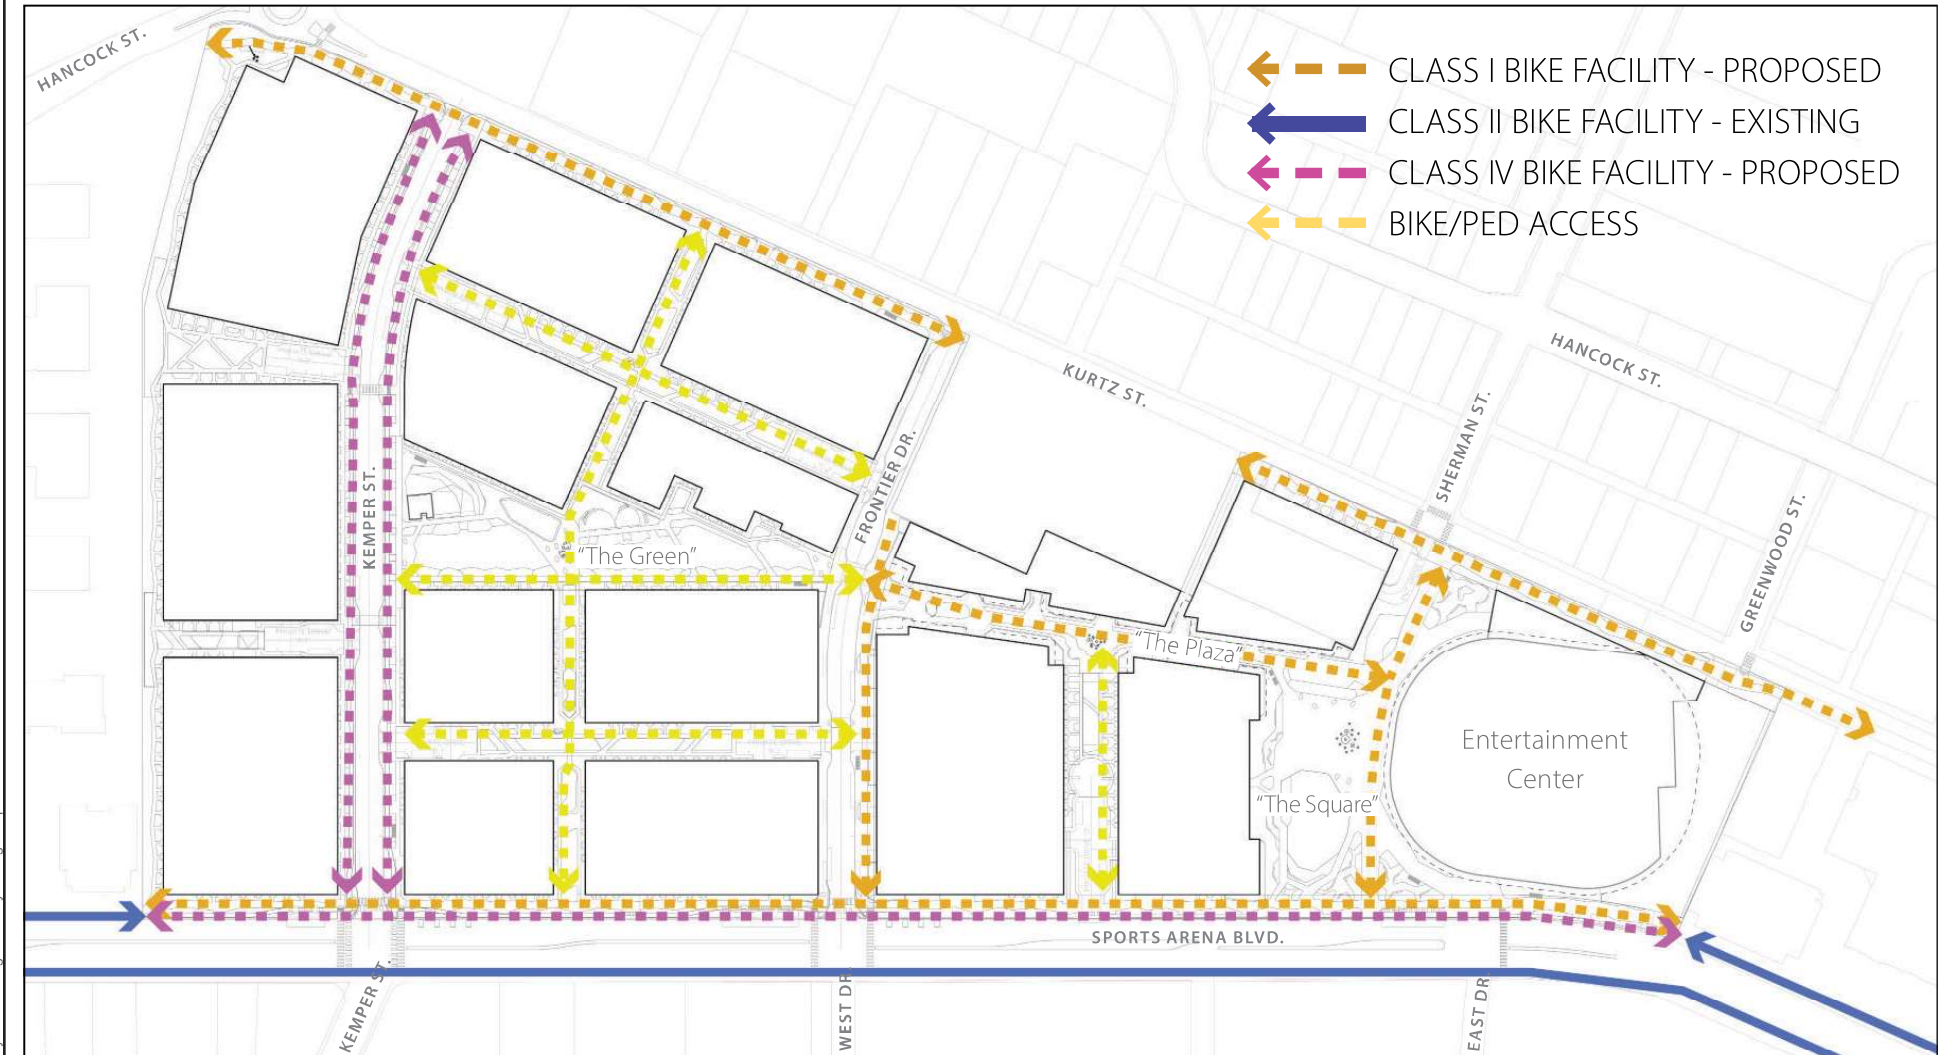 HANCOCK ST.
CLASS I BIKE FACILITY - PROPOSED
CLASS II BIKE FACILITY - EXISTING
CLASS IV BIKE FACILITY - PROPOSED
BIKE/PED ACCESS
KURTZ ST.
HANCOCK ST.
SHERMAN ST.
GREENWOOD ST.
FRONTIER DR.
KEMPER ST.
"The Green"
"The Plaza"
Entertainment
Center
"The Square"
SPORTS ARENA BLVD.
KEMPER ST.
WEST DR.
EAST DR.